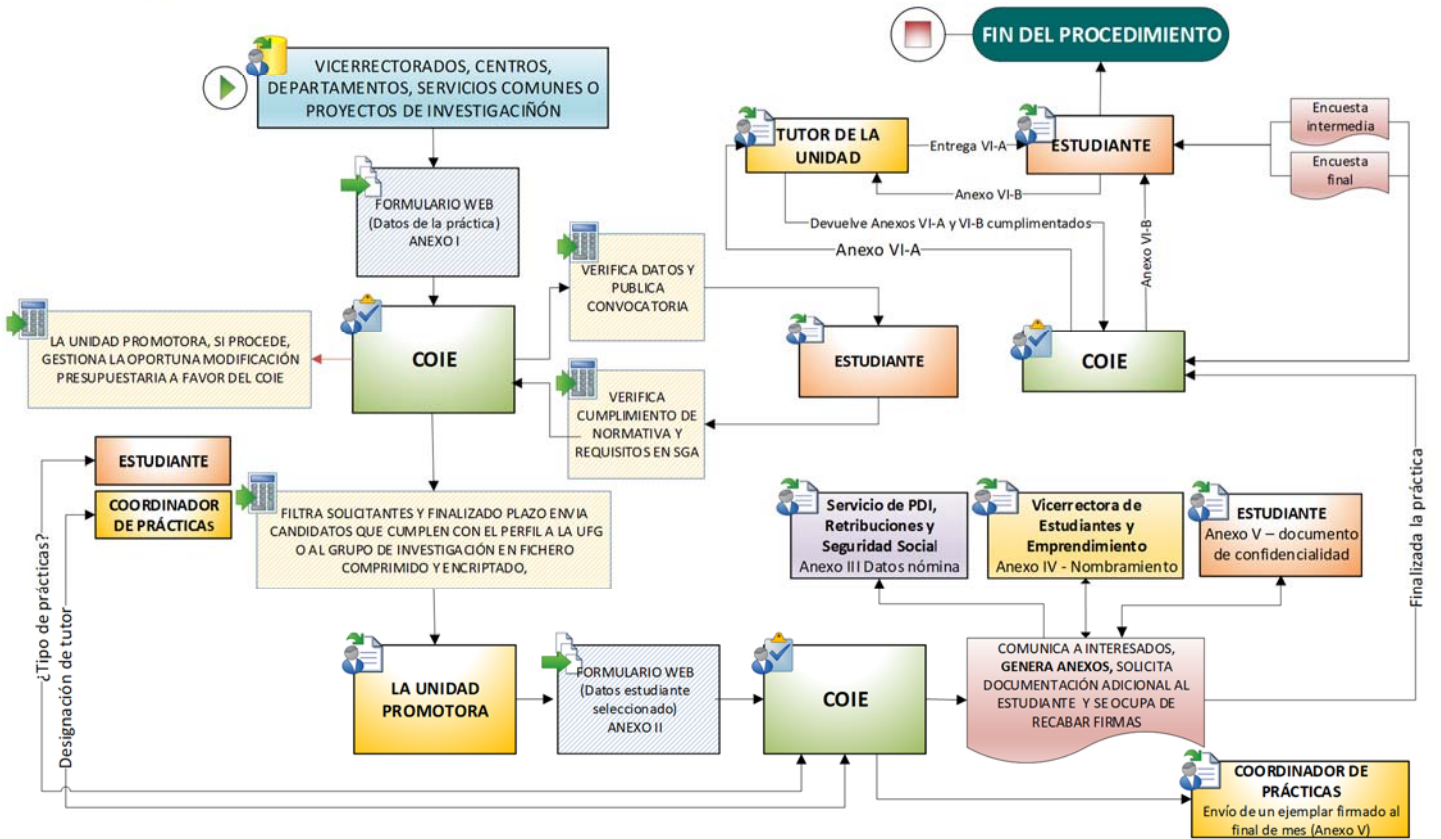 FIN DEL PROCEDIMIENTO
VICERRECTORADOS, CENTROS,
DEPARTAMENTOS, SERVICIOS COMUNES O
PROYECTOS DE INVESTIGACIÑÓN
FORMULARIO WEB
(Datos de la práctica)
ANEXO I
TUTOR DE LA
UNIDAD
Entrega VI-A
ESTUDIANTE
Encuesta
intermedia
Encuesta
final
Anexo VI-B
Devuelve Anexos VI-A y VI-B cumplimentados
Anexo VI-A
Anexo VI-B
VERIFICA DATOS Y
PUBLICA
CONVOCATORIA
LA UNIDAD PROMOTORA, SI PROCEDE,
GESTIONA LA OPORTUNA MODIFICACIÓN
PRESUPUESTARIA A FAVOR DEL COIE
COIE
ESTUDIANTE
COIE
VERIFICA
CUMPLIMIENTO DE
NORMATIVA Y
REQUISITOS EN SGA
ESTUDIANTE
COORDINADOR
DE PRÁCTICAS
FILTRA SOLICITANTES Y FINALIZADO PLAZO ENVIA
CANDIDATOS QUE CUMPLEN CON EL PERFIL A LA UFG
O AL GRUPO DE INVESTIGACIÓN EN FICHERO
COMPRIMIDO Y ENCRIPTADO,
Servicio de PDI,
Retribuciones y
Seguridad Social
Anexo III Datos nómina
Vicerrectora de
Estudiantes y
Emprendimiento
Anexo IV - Nombramiento
ESTUDIANTE
Anexo V – documento
de confidencialidad
Finalizada la práctica
¿Tipo de prácticas?
Designación de tutor
LA UNIDAD
PROMOTORA
FORMULARIO WEB
(Datos estudiante
seleccionado)
ANEXO II
COIE
COMUNICA A INTERESADOS,
GENERA ANEXOS, SOLICITA
DOCUMENTACIÓN ADICIONAL AL
ESTUDIANTE Y SE OCUPA DE
RECABAR FIRMAS
COORDINADOR DE
PRÁCTICAS
Envío de un ejemplar firmado al
final de mes (Anexo V)